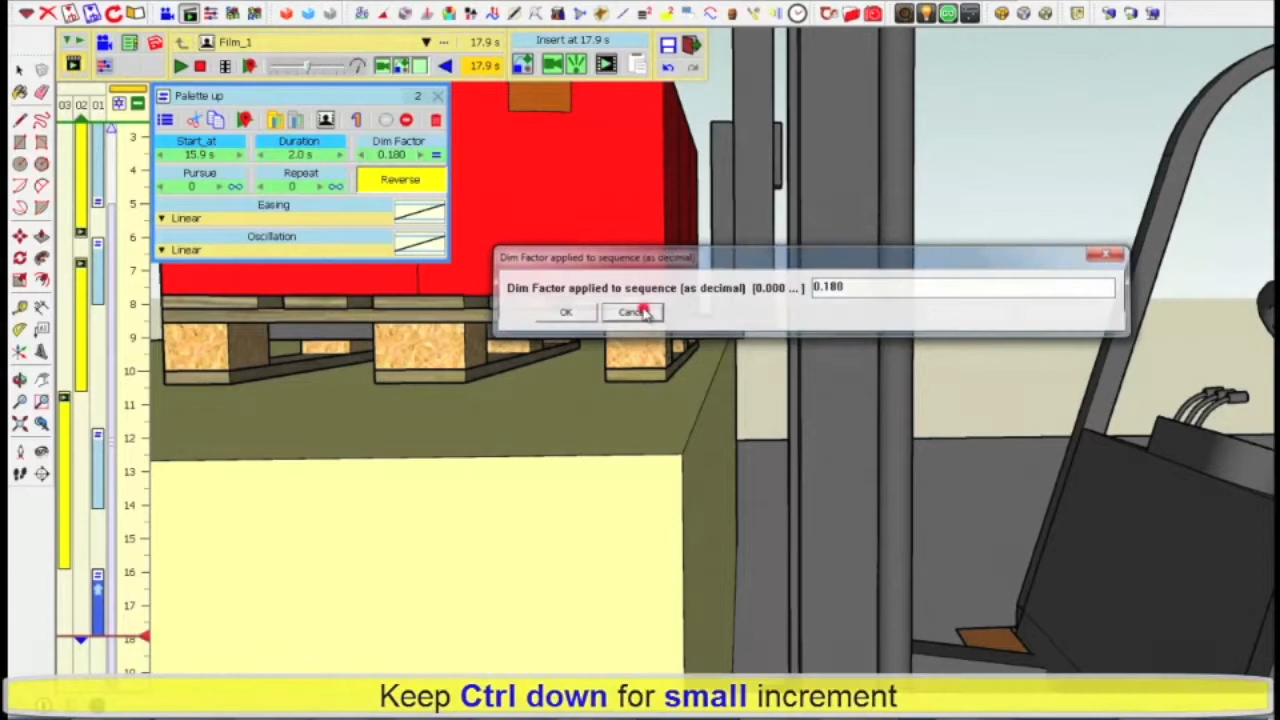 Film_1
17.9 s
Insert at 17.9 s
17.9 s
03 02 01
Palette up
2
Start_at
Duration
Dim Factor
15.9 s
2.0 s
0.180
Pursue
Repeat
Reverse
0
0
Easing
Linear
Oscillation
Linear
Dim Factor applied to sequence (as decimal)
Dim Factor applied to sequence (as decimal) [0.000 ... ]
0.180
OK
Cancel
3
4
5
6
7
8
9
10
11
12
13
14
15
16
17
18
Keep Ctrl down for small increment